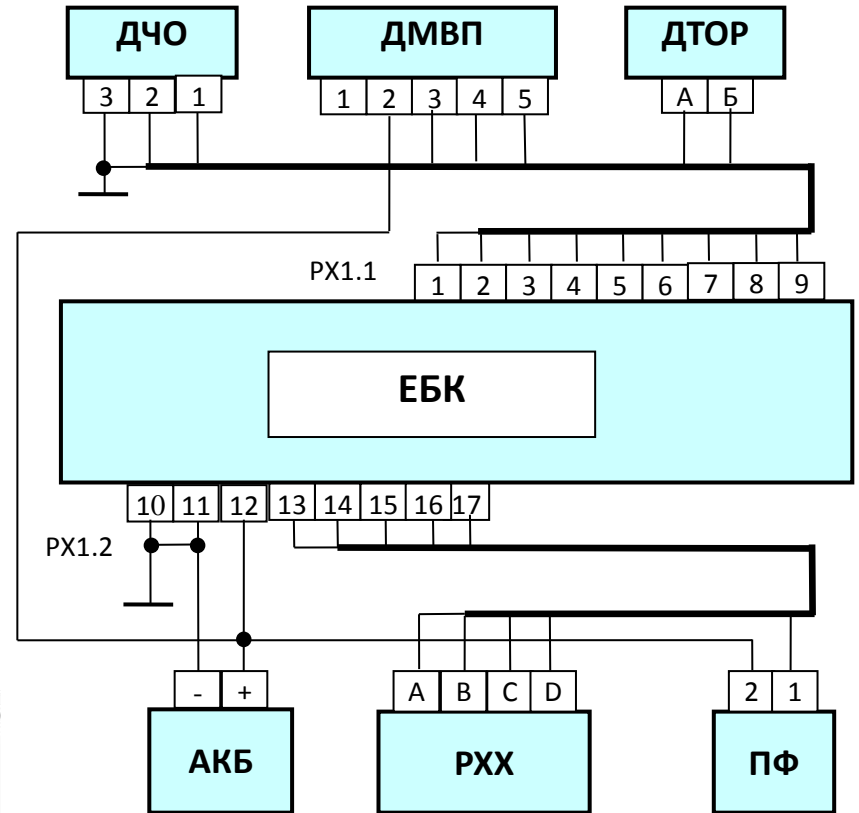 ДЧО ДМВП ДТОР
3 2 1 1 2 3 4 5 А Б
РХ1.1
1 2 3 4 5 6 7 8 9
ЕБК
10 11 12 13 14 15 16 17
РХ1.2
- + A B C D 2 1
АКБ РХХ ПФ